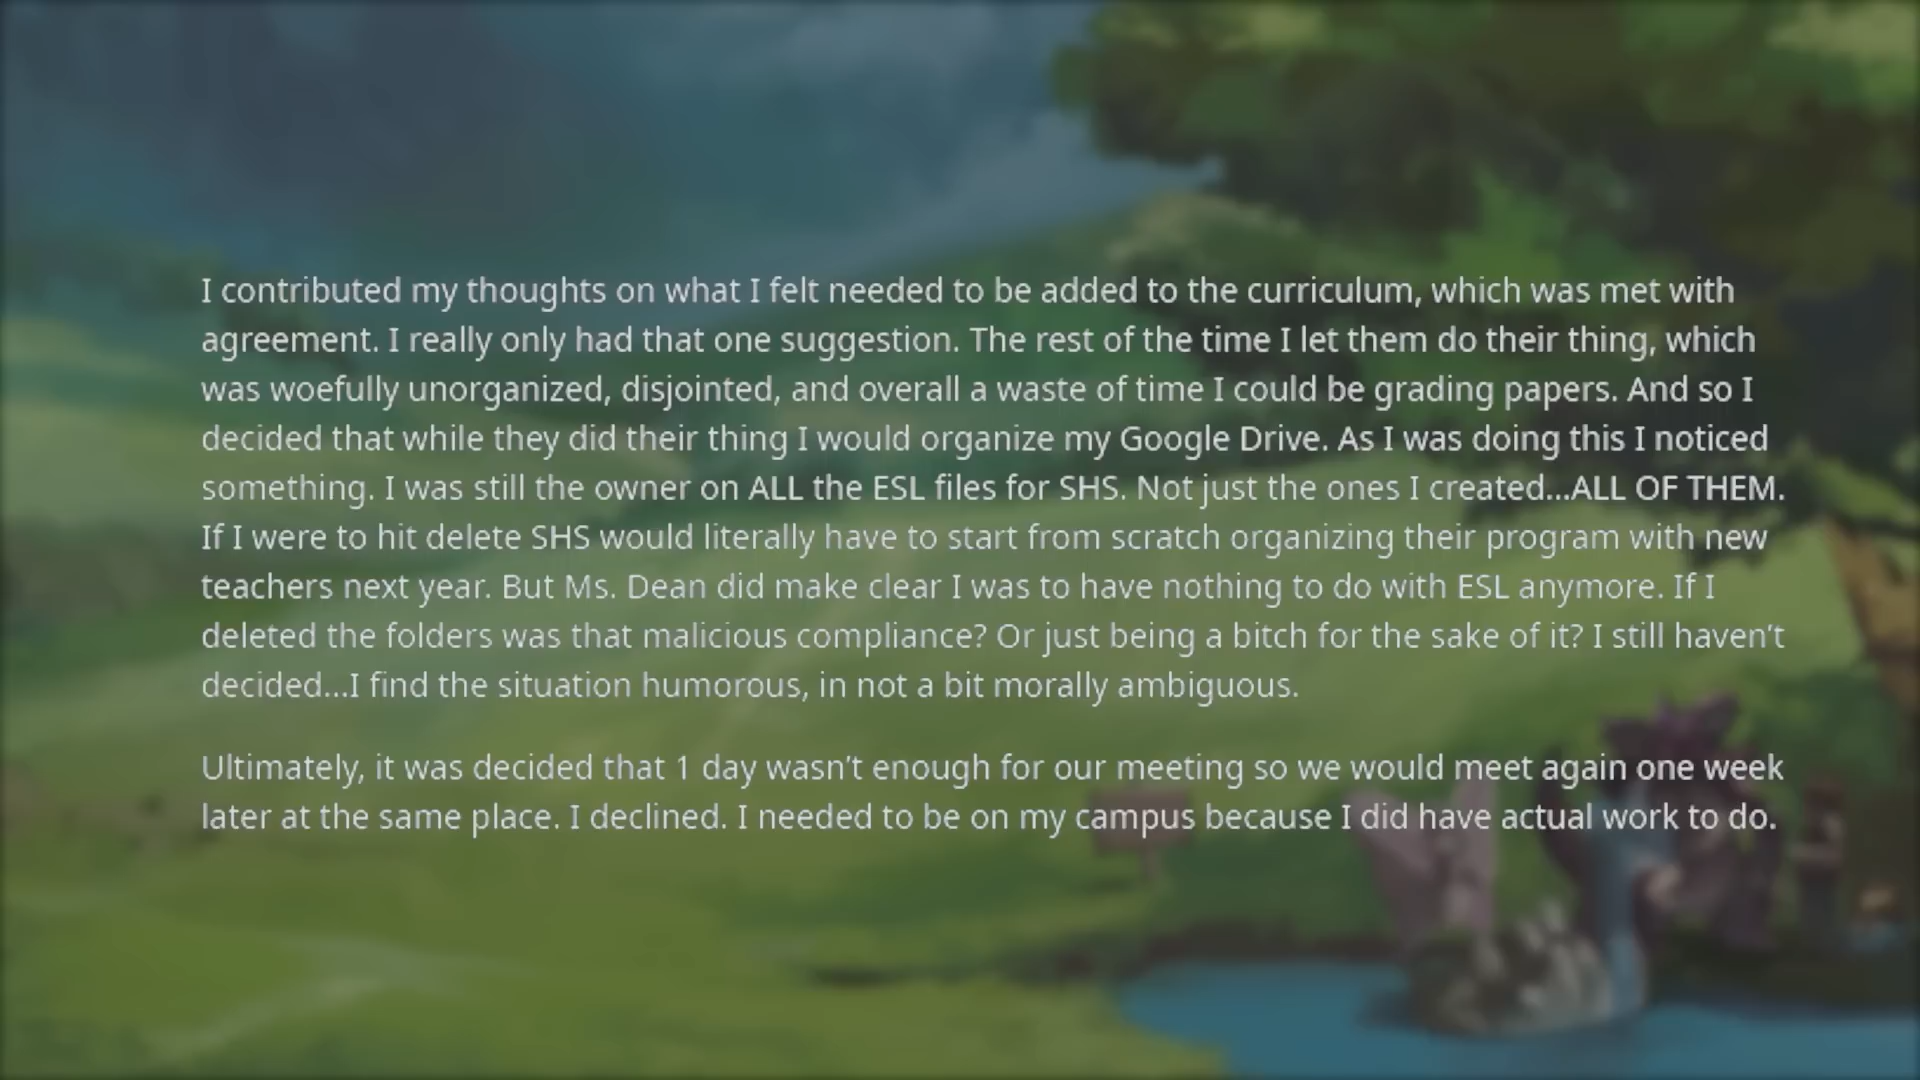 I contributed my thoughts on what I felt needed to be added to the curriculum, which was met with
agreement. I really only had that one suggestion. The rest of the time I let them do their thing, which
was woefully unorganized, disjointed, and overall a waste of time I could be grading papers. And so I
decided that while they did their thing I would organize my Google Drive. As I was doing this I noticed
something. I was still the owner on ALL the ESL files for SHS. Not just the ones I created...ALL OF THEM.
If I were to hit delete SHS would literally have to start from scratch organizing their program with new
teachers next year. But Ms. Dean did make clear I was to have nothing to do with ESL anymore. If I
deleted the folders was that malicious compliance? Or just being a bitch for the sake of it? I still haven't
decided...I find the situation humorous, in not a bit morally ambiguous.
Ultimately, it was decided that 1 day wasn't enough for our meeting so we would meet again one week
later at the same place. I declined. I needed to be on my campus because I did have actual work to do.